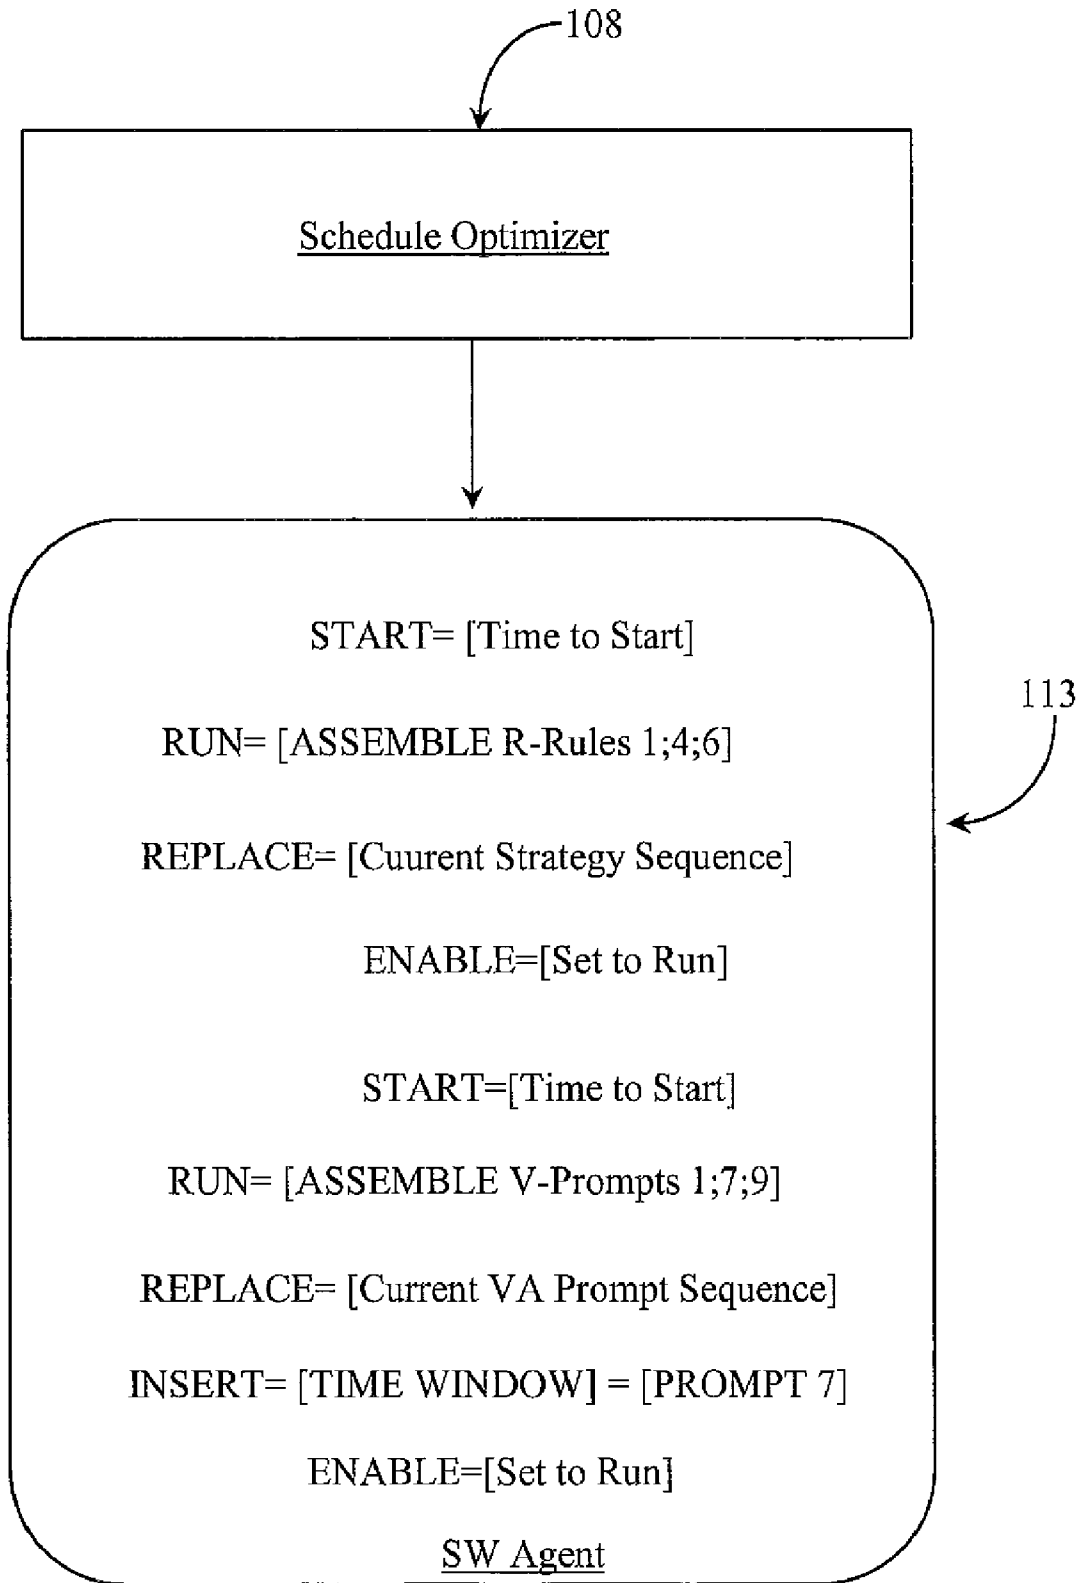 108
Schedule Optimizer
START= [Time to Start]
113
RUN= [ASSEMBLE R-Rules 1;4;6]
REPLACE= [Cuurent Strategy Sequence]
ENABLE=[Set to Run]
START=[Time to Start]
RUN= [ASSEMBLE V-Prompts 1;7;9]
REPLACE= [Current VA Prompt Sequence]
INSERT= [TIME WINDOW] = [PROMPT 7]
ENABLE=[Set to Run]
SW Agent